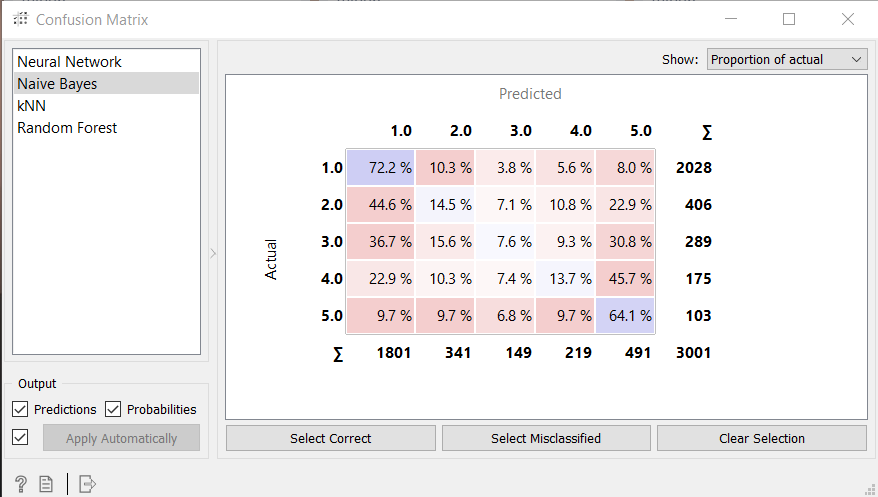 Confusion Matrix
Neural Network
Naive Bayes
kNN
Random Forest
Show: Proportion of actual
Predicted
1.0 2.0 3.0 4.0 5.0 ∑
Actual
1.0 72.2 % 10.3 % 3.8 % 5.6 % 8.0 % 2028
2.0 44.6 % 14.5 % 7.1 % 10.8 % 22.9 % 406
3.0 36.7 % 15.6 % 7.6 % 9.3 % 30.8 % 289
4.0 22.9 % 10.3 % 7.4 % 13.7 % 45.7 % 175
5.0 9.7 % 9.7 % 6.8 % 9.7 % 64.1 % 103
∑ 1801 341 149 219 491 3001
Output
Predictions Probabilities
Apply Automatically
Select Correct Select Misclassified Clear Selection
?